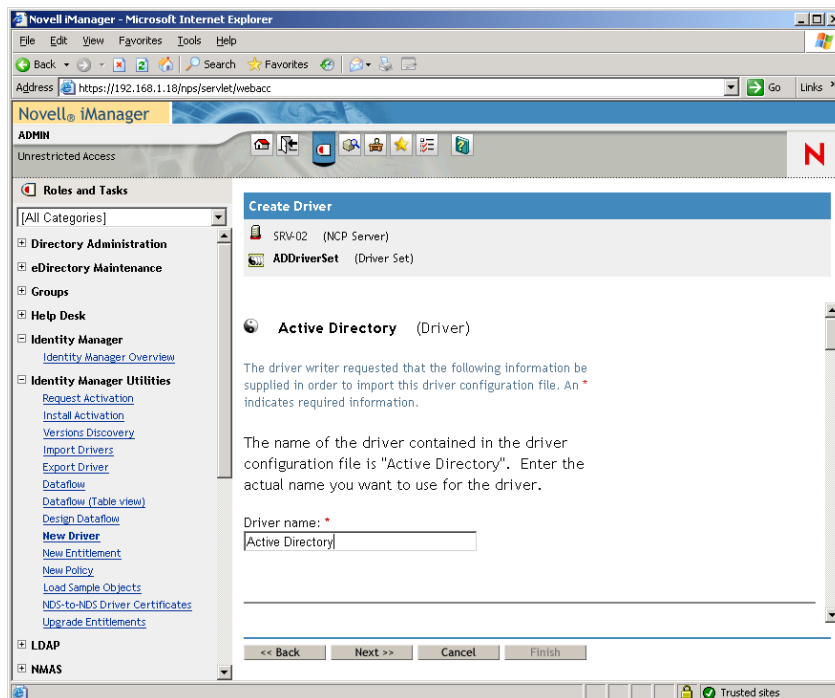 Novell iManager - Microsoft Internet Explorer
File Edit View Favorites Tools Help
Back Search Favorites
Address https://192.168.1.18/nps/servlet/webacc Go Links »
Novell® iManager
ADMIN
Unrestricted Access
N
Roles and Tasks
[All Categories]
Directory Administration
eDirectory Maintenance
Groups
Help Desk
Identity Manager
Identity Manager Overview
Identity Manager Utilities
Request Activation
Install Activation
Versions Discovery
Import Drivers
Export Driver
Dataflow
Dataflow (Table view)
Design Dataflow
New Driver
New Entitlement
New Policy
Load Sample Objects
NDS-to-NDS Driver Certificates
Upgrade Entitlements
LDAP
NMAS
Create Driver
SRV-02 (NCP Server)
ADDriverSet (Driver Set)
Active Directory (Driver)
The driver writer requested that the following information be
supplied in order to import this driver configuration file. An *
indicates required information.
The name of the driver contained in the driver
configuration file is "Active Directory". Enter the
actual name you want to use for the driver.
Driver name: *
Active Directory
<< Back Next >> Cancel Finish
Trusted sites